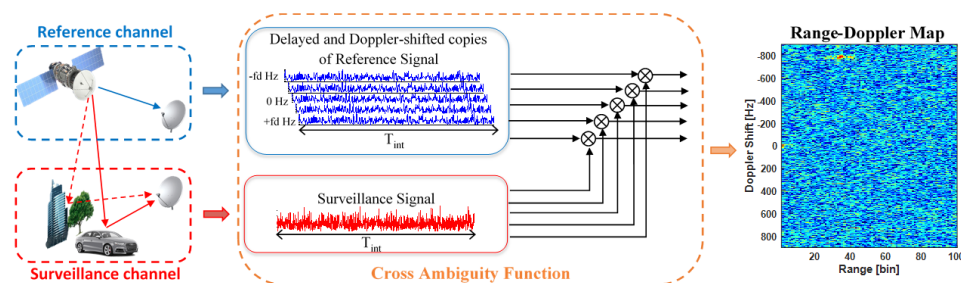 Reference channel
Surveillance channel
Delayed and Doppler-shifted copies
of Reference Signal
-fd Hz
0 Hz
+fd Hz
T_int
Surveillance Signal
T_int
Cross Ambiguity Function
Range-Doppler Map
Doppler Shift [Hz]
-800
-600
-400
-200
0
200
400
600
800
20 40 60 80 100
Range [bin]